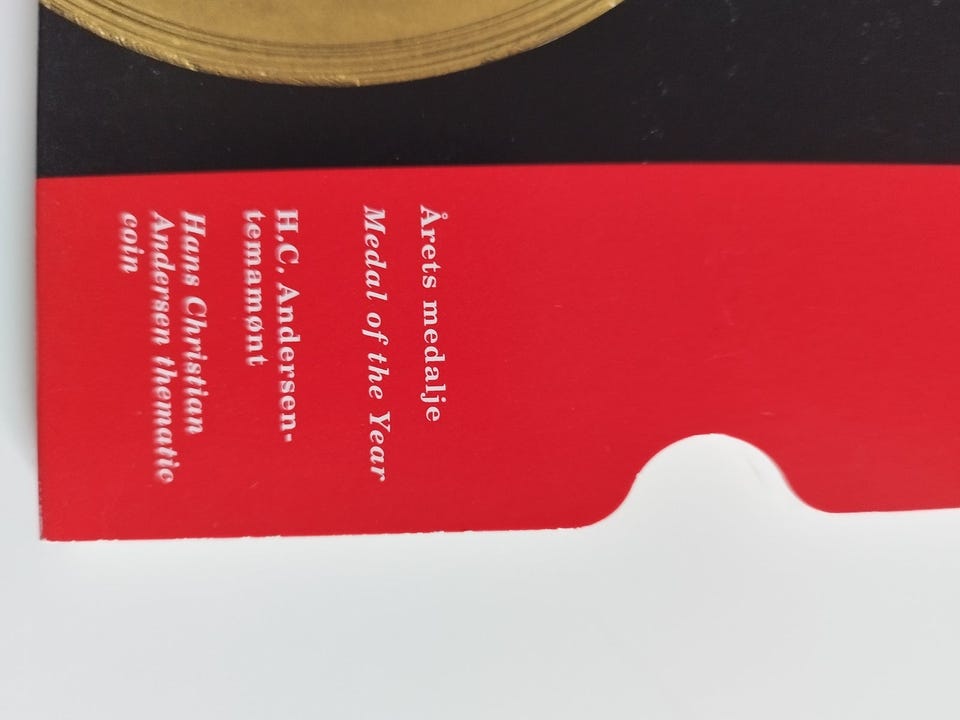 Årets medalje
Medal of the Year
H.C. Andersen-
temamønt
Hans Christian
Andersen thematic
coin